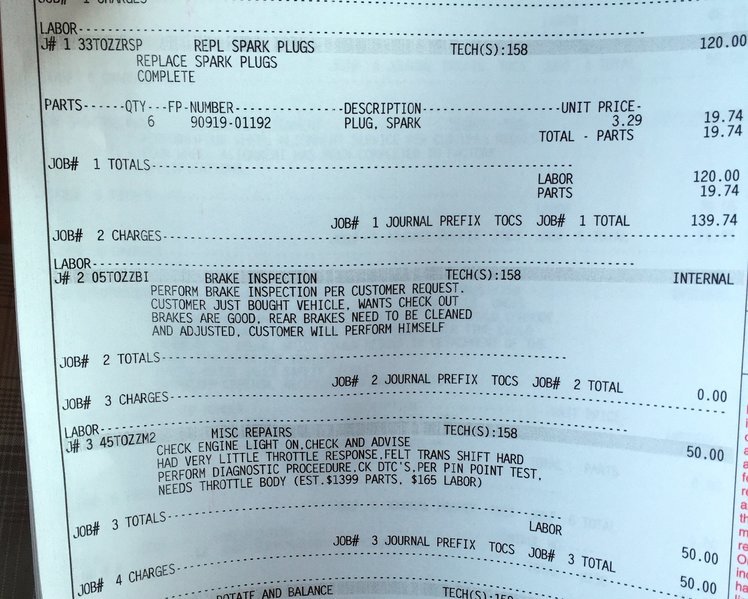 JOB# 1 CHARGES
LABOR
J# 1 33TOZZRSP REPL SPARK PLUGS TECH(S):158 120.00
REPLACE SPARK PLUGS
COMPLETE
PARTS------QTY---FP-NUMBER---------------DESCRIPTION--------------------UNIT PRICE-
6 90919-01192 PLUG, SPARK 3.29 19.74
TOTAL - PARTS 19.74
JOB# 1 TOTALS
LABOR 120.00
PARTS 19.74
JOB# 1 JOURNAL PREFIX TOCS JOB# 1 TOTAL 139.74
JOB# 2 CHARGES
LABOR
J# 2 05TOZZBI BRAKE INSPECTION TECH(S):158 INTERNAL
PERFORM BRAKE INSPECTION PER CUSTOMER REQUEST.
CUSTOMER JUST BOUGHT VEHICLE, WANTS CHECK OUT
BRAKES ARE GOOD, REAR BRAKES NEED TO BE CLEANED
AND ADJUSTED, CUSTOMER WILL PERFORM HIMSELF
JOB# 2 TOTALS
JOB# 2 JOURNAL PREFIX TOCS JOB# 2 TOTAL 0.00
JOB# 3 CHARGES
LABOR
J# 3 45TOZZM2 MISC REPAIRS TECH(S):158 50.00
CHECK ENGINE LIGHT ON,CHECK AND ADVISE
HAD VERY LITTLE THROTTLE RESPONSE,FELT TRANS SHIFT HARD
PERFORM DIAGNOSTIC PROCEEDURE,CK DTC'S,PER PIN POINT TEST,
NEEDS THROTTLE BODY (EST.$1399 PARTS, $165 LABOR)
JOB# 3 TOTALS
LABOR 50.00
JOB# 3 JOURNAL PREFIX TOCS JOB# 3 TOTAL 50.00
JOB# 4 CHARGES
ROTATE AND BALANCE TECH(S):158